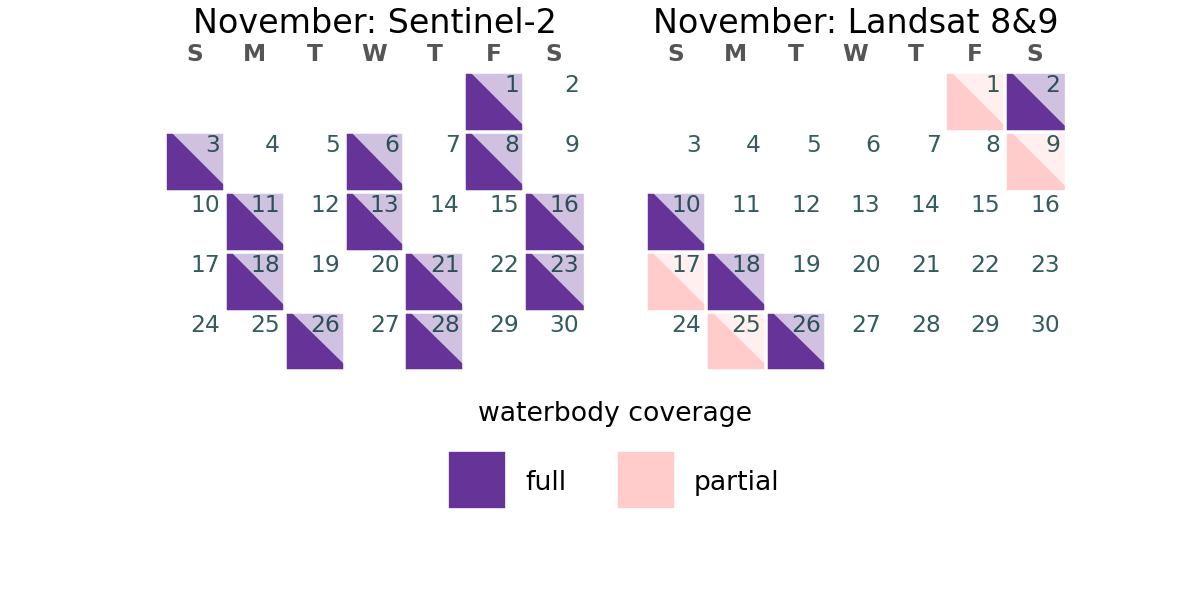 November: Sentinel-2
S M T W T F S
1 2
3 4 5 6 7 8 9
10 11 12 13 14 15 16
17 18 19 20 21 22 23
24 25 26 27 28 29 30
November: Landsat 8&9
S M T W T F S
1 2
3 4 5 6 7 8 9
10 11 12 13 14 15 16
17 18 19 20 21 22 23
24 25 26 27 28 29 30
waterbody coverage
full
partial